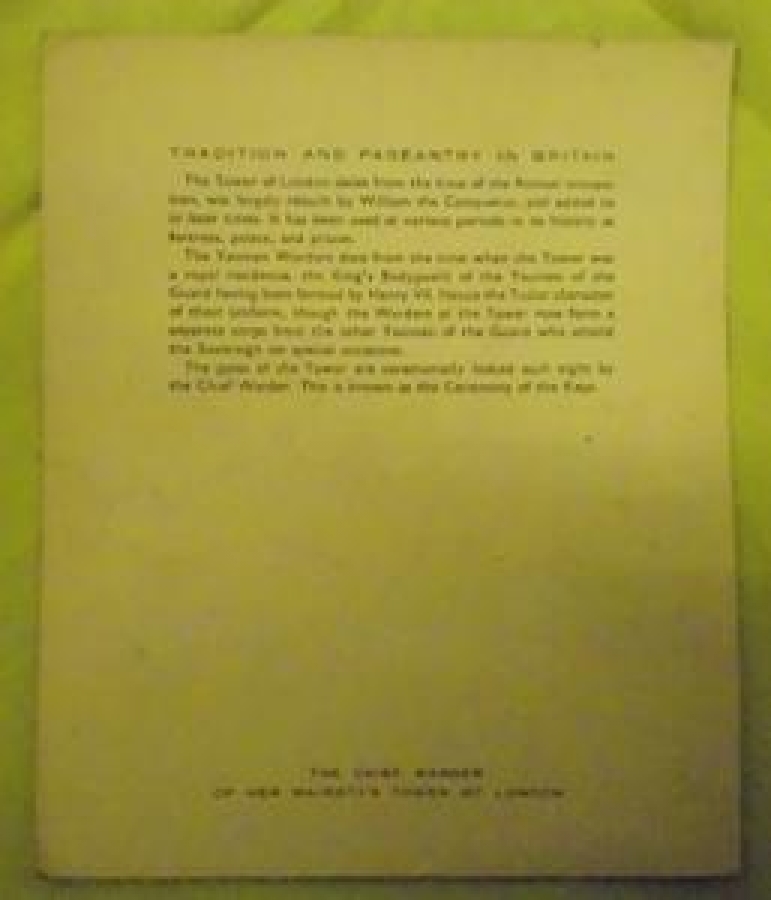 TRADITION AND PAGEANTRY IN BRITAIN
The Tower of London dates from the time of the Roman occupa-
tion, was largely rebuilt by William the Conqueror, and added to
in later times. It has been used at various periods in its history as
fortress, palace, and prison.
The Yeoman Warders date from the time when the Tower was
a royal residence, the King's Bodyguard of the Yeomen of the
Guard having been formed by Henry VII, hence the Tudor character
of their uniform, though the Warders at the Tower now form a
separate corps from the other Yeomen of the Guard who attend
the Sovereign on special occasions.
The gates of the Tower are ceremonially locked each night by
the Chief Warder. This is known as the Ceremony of the Keys.
THE CHIEF WARDER
OF HER MAJESTY'S TOWER OF LONDON